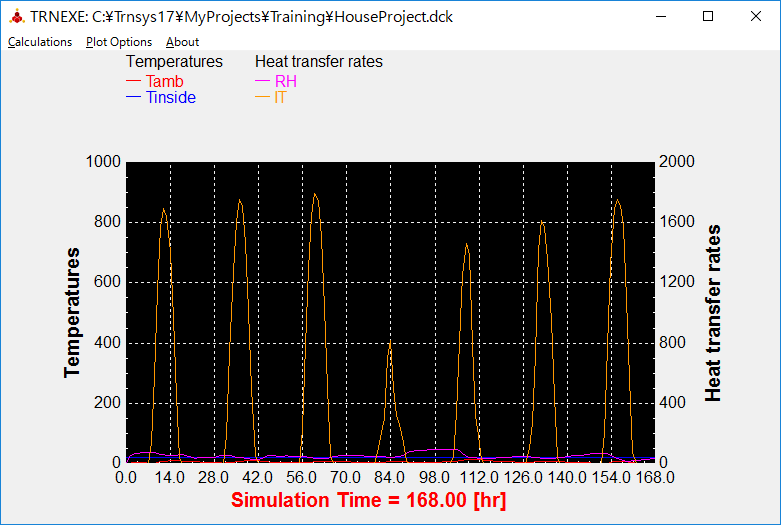 TRNEXE: C:¥Trnsys17¥MyProjects¥Training¥HouseProject.dck
Calculations Plot Options About
Temperatures Heat transfer rates
Tamb RH
Tinside IT
1000 2000
800 1600
600 1200
400 800
200 400
0 0
0.0 14.0 28.0 42.0 56.0 70.0 84.0 98.0 112.0 126.0 140.0 154.0 168.0
Temperatures
Heat transfer rates
Simulation Time = 168.00 [hr]